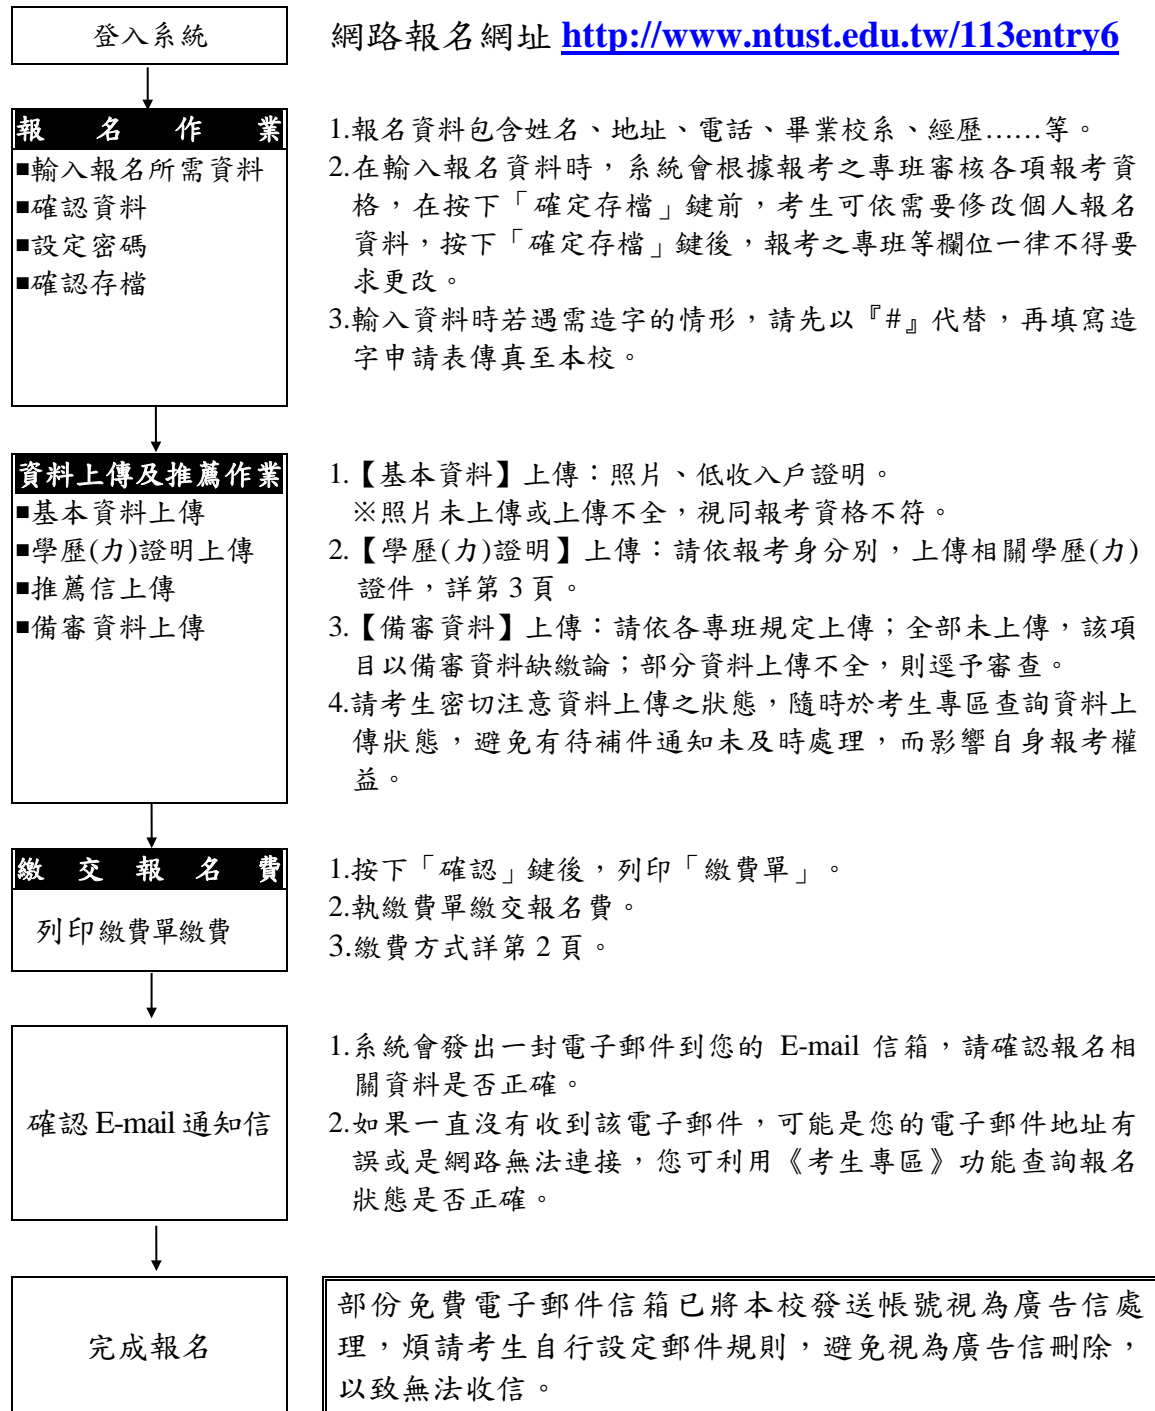 登入系統
網路報名網址 http://www.ntust.edu.tw/113entry6
報名作業
■輸入報名所需資料
■確認資料
■設定密碼
■確認存檔
1.報名資料包含姓名、地址、電話、畢業校系、經歷……等。
2.在輸入報名資料時，系統會根據報考之專班審核各項報考資
格，在按下「確定存檔」鍵前，考生可依需要修改個人報名
資料，按下「確定存檔」鍵後，報考之專班等欄位一律不得要
求更改。
3.輸入資料時若遇需造字的情形，請先以『#』代替，再填寫造
字申請表傳真至本校。
資料上傳及推薦作業
■基本資料上傳
■學歷(力)證明上傳
■推薦信上傳
■備審資料上傳
1.【基本資料】上傳：照片、低收入戶證明。
※照片未上傳或上傳不全，視同報考資格不符。
2.【學歷(力)證明】上傳：請依報考身分別，上傳相關學歷(力)
證件，詳第 3 頁。
3.【備審資料】上傳：請依各專班規定上傳；全部未上傳，該項
目以備審資料缺繳論；部分資料上傳不全，則逕予審查。
4.請考生密切注意資料上傳之狀態，隨時於考生專區查詢資料上
傳狀態，避免有待補件通知未及時處理，而影響自身報考權
益。
繳交報名費
列印繳費單繳費
1.按下「確認」鍵後，列印「繳費單」。
2.執繳費單繳交報名費。
3.繳費方式詳第 2 頁。
確認 E-mail 通知信
1.系統會發出一封電子郵件到您的 E-mail 信箱，請確認報名相
關資料是否正確。
2.如果一直沒有收到該電子郵件，可能是您的電子郵件地址有
誤或是網路無法連接，您可利用《考生專區》功能查詢報名
狀態是否正確。
完成報名
部份免費電子郵件信箱已將本校發送帳號視為廣告信處
理，煩請考生自行設定郵件規則，避免視為廣告信刪除，
以致無法收信。